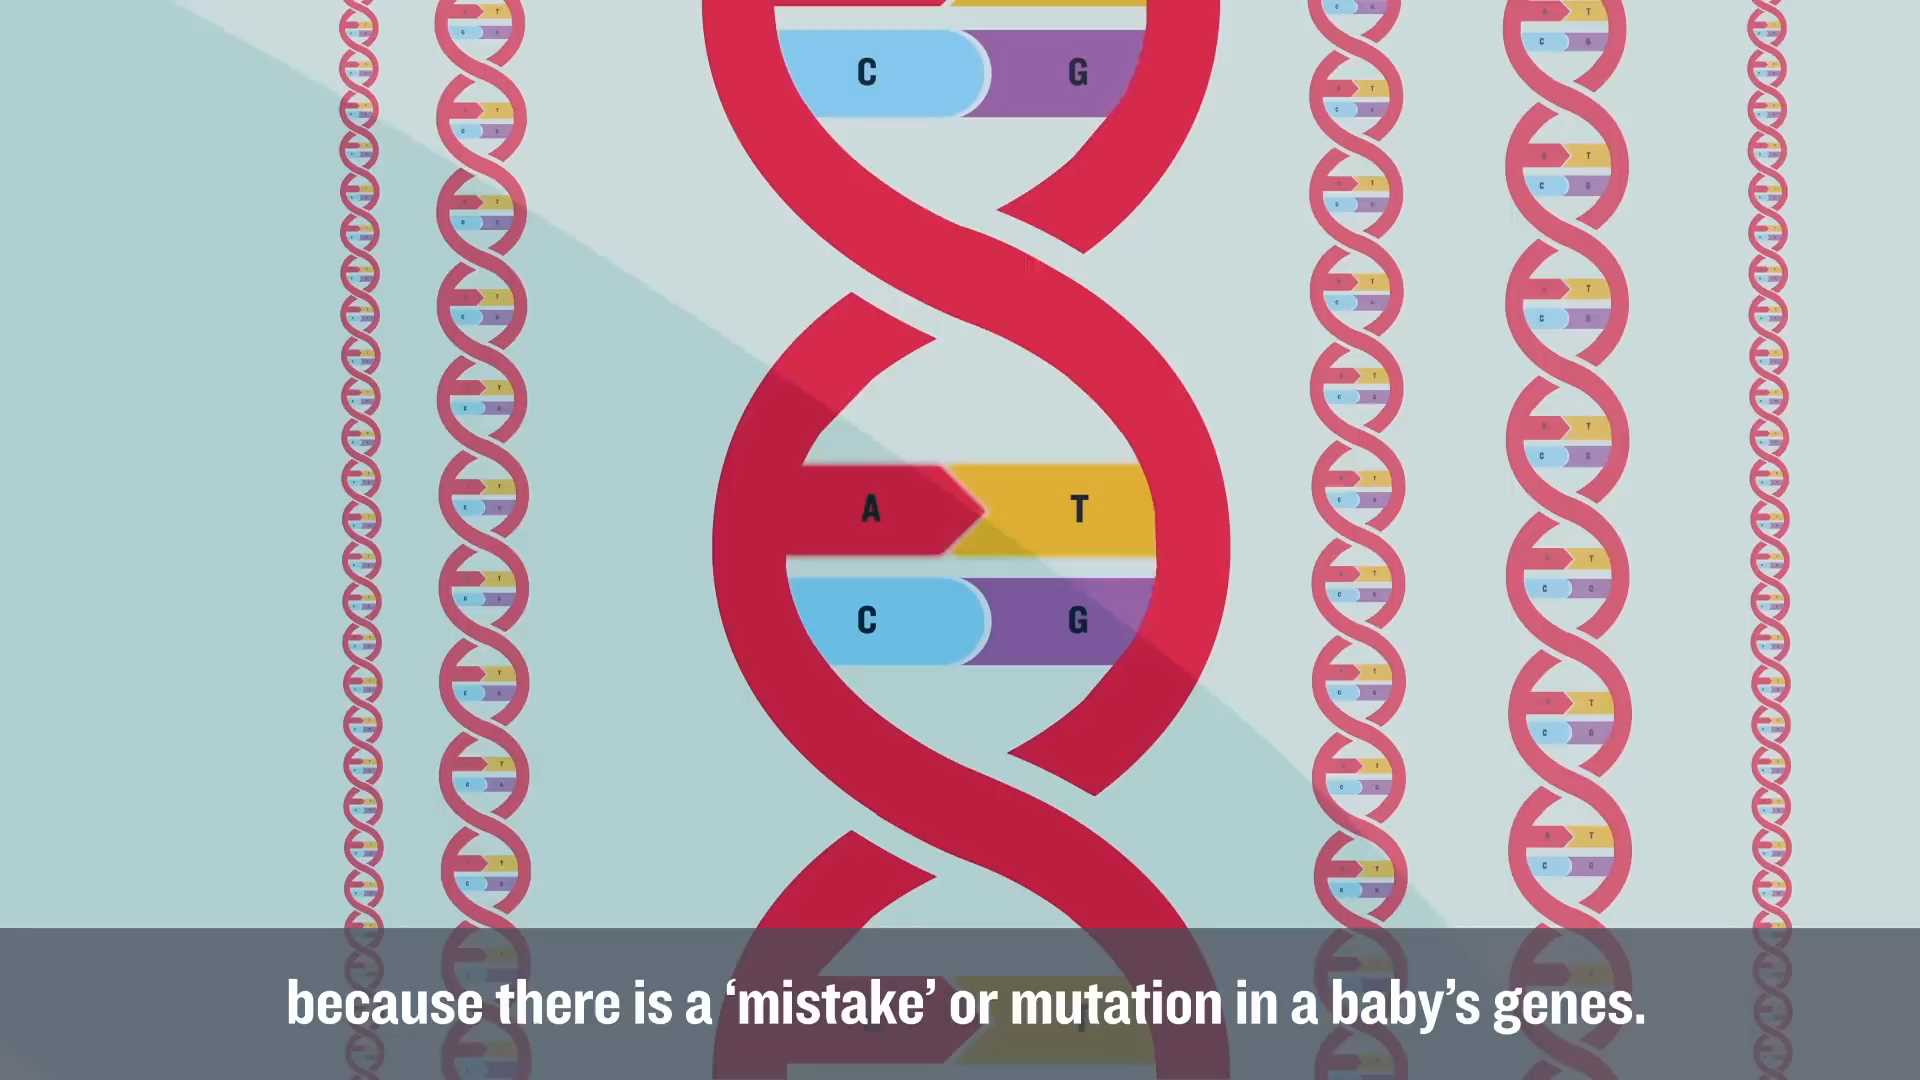 C G
A T
C G
because there is a ‘mistake’ or mutation in a baby’s genes.